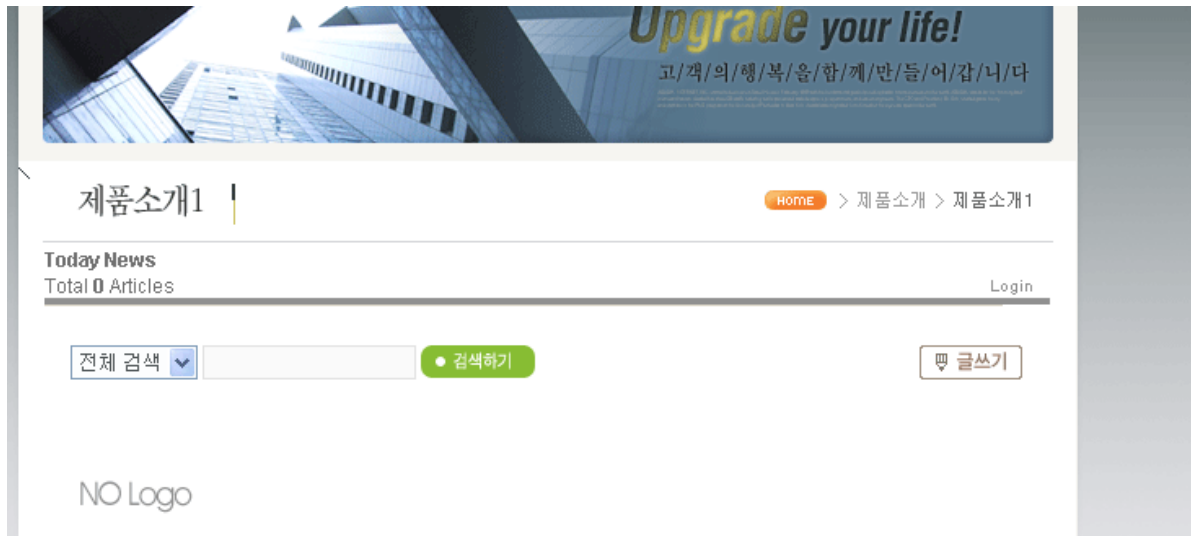 Upgrade your life!
고/객/의/행/복/을/함/께/만/들/어/갑/니/다
제품소개1
HOME > 제품소개 > 제품소개1
Today News
Total 0 Articles
Login
전체 검색
검색하기
글쓰기
NO Logo